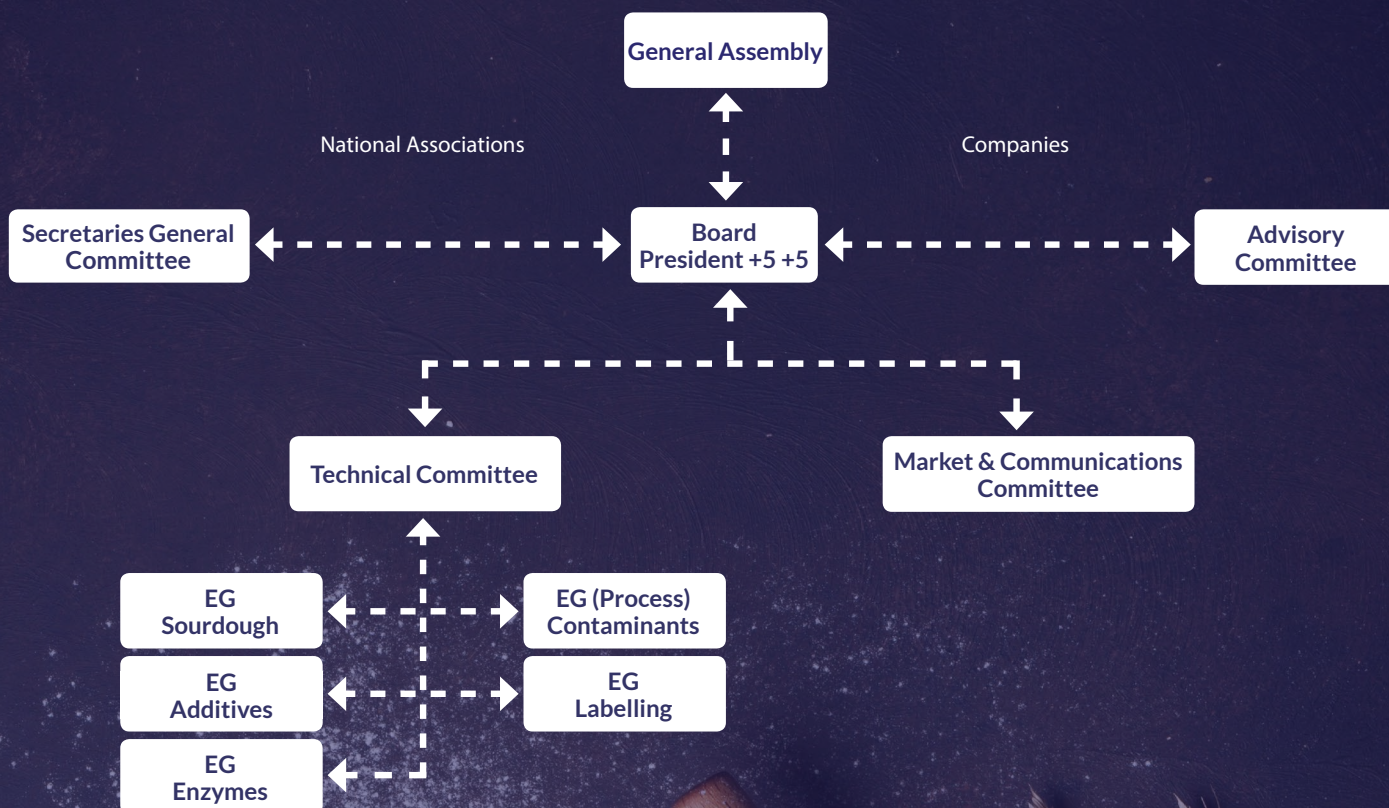 General Assembly
National Associations
Companies
Secretaries General
Committee
Board
President +5 +5
Advisory
Committee
Technical Committee
Market & Communications
Committee
EG
Sourdough
EG (Process)
Contaminants
EG
Additives
EG
Labelling
EG
Enzymes